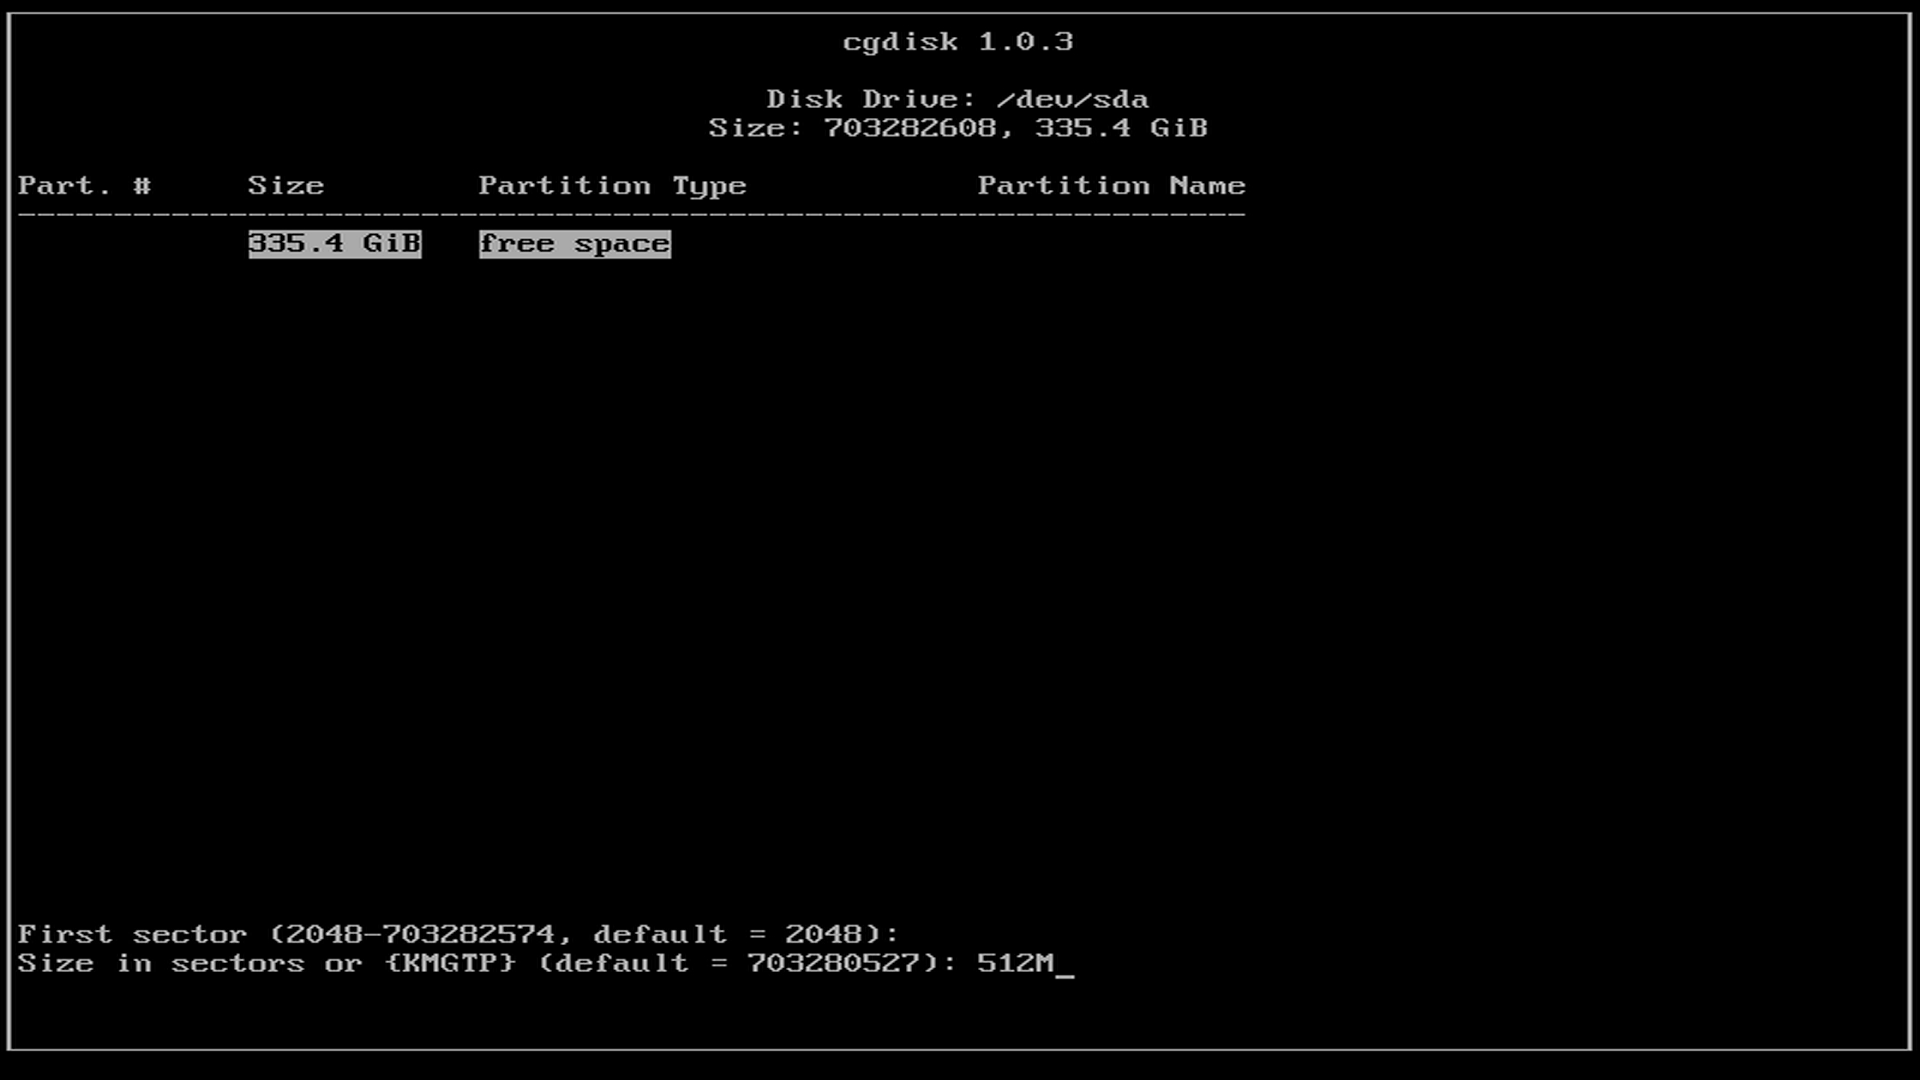 cgdisk 1.0.3
Disk Drive: /dev/sda
Size: 703282608, 335.4 GiB
Part. # Size Partition Type Partition Name
----------------------------------------------------------------
335.4 GiB free space
First sector (2048-703282574, default = 2048):
Size in sectors or {KMGTP} (default = 703280527): 512M_